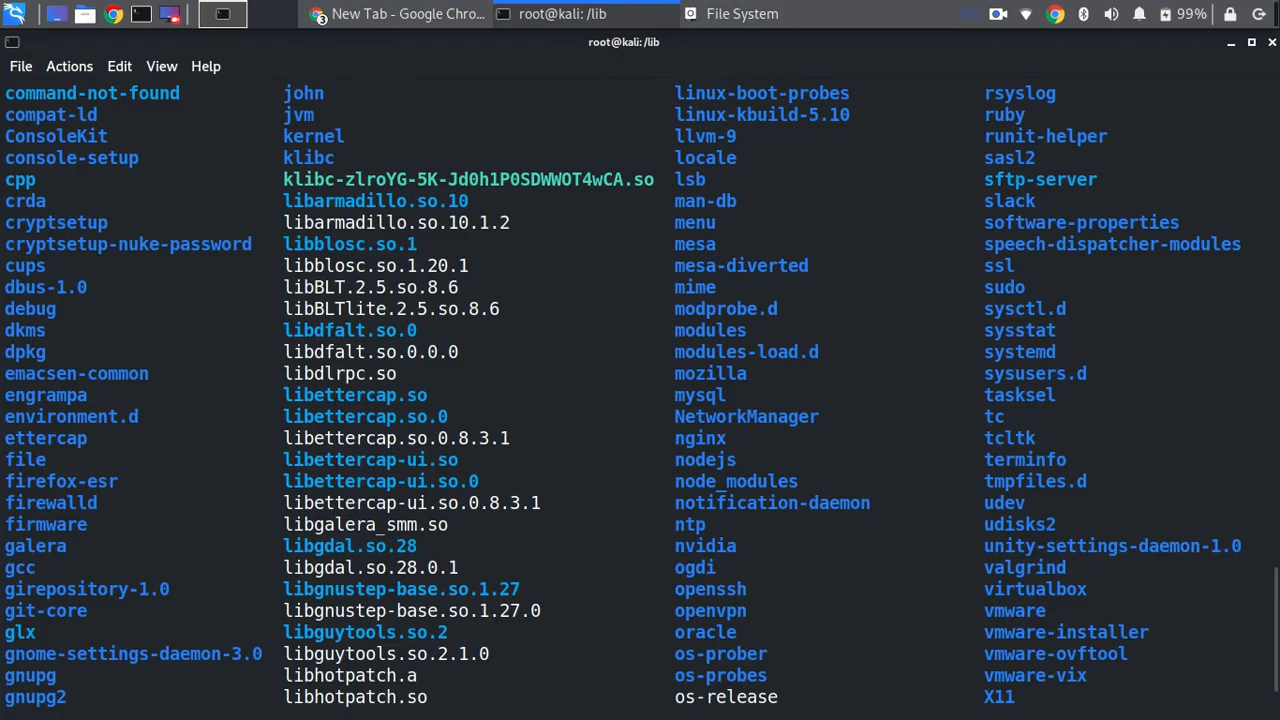 New Tab - Google Chro...
root@kali: /lib
File System
99%
root@kali: /lib
File Actions Edit View Help
command-not-found john linux-boot-probes rsyslog
compat-ld jvm linux-kbuild-5.10 ruby
ConsoleKit kernel llvm-9 runit-helper
console-setup klibc locale sasl2
cpp klibc-zlroYG-5K-Jd0h1P0SDWWOT4wCA.so lsb sftp-server
crda libarmadillo.so.10 man-db slack
cryptsetup libarmadillo.so.10.1.2 menu software-properties
cryptsetup-nuke-password libblosc.so.1 mesa speech-dispatcher-modules
cups libblosc.so.1.20.1 mesa-diverted ssl
dbus-1.0 libBLT.2.5.so.8.6 mime sudo
debug libBLTlite.2.5.so.8.6 modprobe.d sysctl.d
dkms libdfalt.so.0 modules sysstat
dpkg libdfalt.so.0.0.0 modules-load.d systemd
emacsen-common libdlrpc.so mozilla sysusers.d
engrampa libettercap.so mysql tasksel
environment.d libettercap.so.0 NetworkManager tc
ettercap libettercap.so.0.8.3.1 nginx tcltk
file libettercap-ui.so nodejs terminfo
firefox-esr libettercap-ui.so.0 node_modules tmpfiles.d
firewalld libettercap-ui.so.0.8.3.1 notification-daemon udev
firmware libgalera_smm.so ntp udisks2
galera libgdal.so.28 nvidia unity-settings-daemon-1.0
gcc libgdal.so.28.0.1 ogdi valgrind
girepository-1.0 libgnustep-base.so.1.27 openssh virtualbox
git-core libgnustep-base.so.1.27.0 openvpn vmware
glx libguytools.so.2 oracle vmware-installer
gnome-settings-daemon-3.0 libguytools.so.2.1.0 os-prober vmware-ovftool
gnupg libhotpatch.a os-probes vmware-vix
gnupg2 libhotpatch.so os-release X11